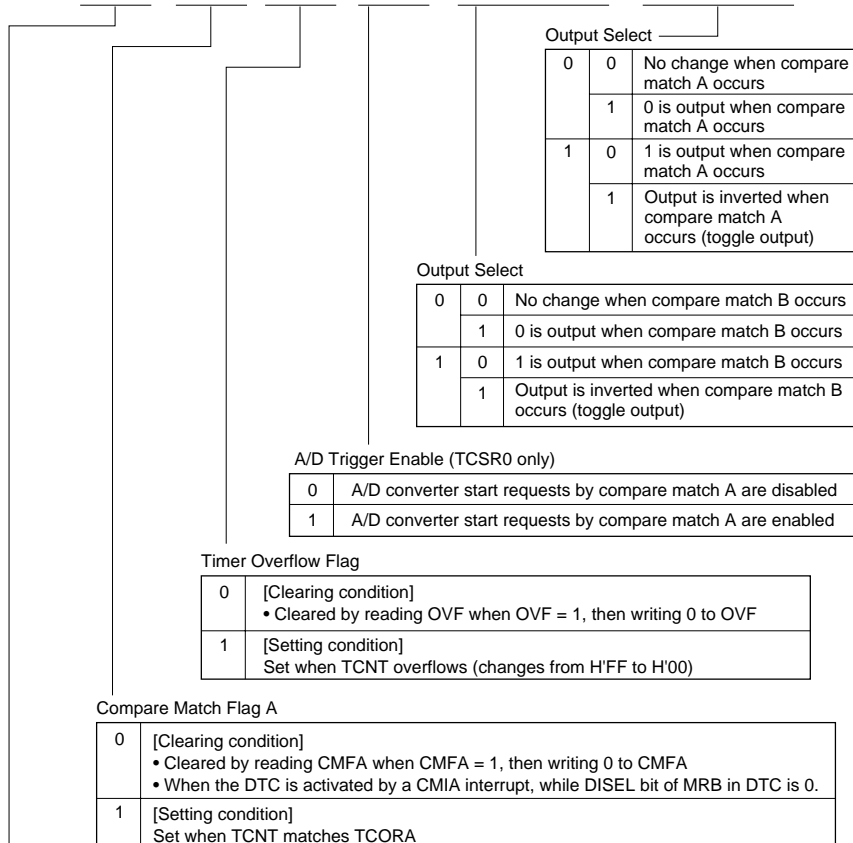 Output Select
0 0 No change when compare
match A occurs
1 0 is output when compare
match A occurs
1 0 1 is output when compare
match A occurs
1 Output is inverted when
compare match A
occurs (toggle output)
Output Select
0 0 No change when compare match B occurs
1 0 is output when compare match B occurs
1 0 1 is output when compare match B occurs
1 Output is inverted when compare match B
occurs (toggle output)
A/D Trigger Enable (TCSR0 only)
0 A/D converter start requests by compare match A are disabled
1 A/D converter start requests by compare match A are enabled
Timer Overflow Flag
0 [Clearing condition]
• Cleared by reading OVF when OVF = 1, then writing 0 to OVF
1 [Setting condition]
Set when TCNT overflows (changes from H'FF to H'00)
Compare Match Flag A
0 [Clearing condition]
• Cleared by reading CMFA when CMFA = 1, then writing 0 to CMFA
• When the DTC is activated by a CMIA interrupt, while DISEL bit of MRB in DTC is 0.
1 [Setting condition]
Set when TCNT matches TCORA